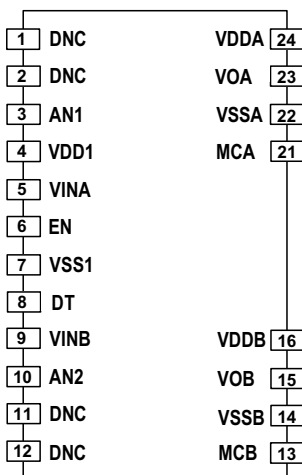 1 DNC VDDA 24
2 DNC VOA 23
3 AN1 VSSA 22
4 VDD1 MCA 21
5 VINA
6 EN
7 VSS1
8 DT
9 VINB VDDB 16
10 AN2 VOB 15
11 DNC VSSB 14
12 DNC MCB 13